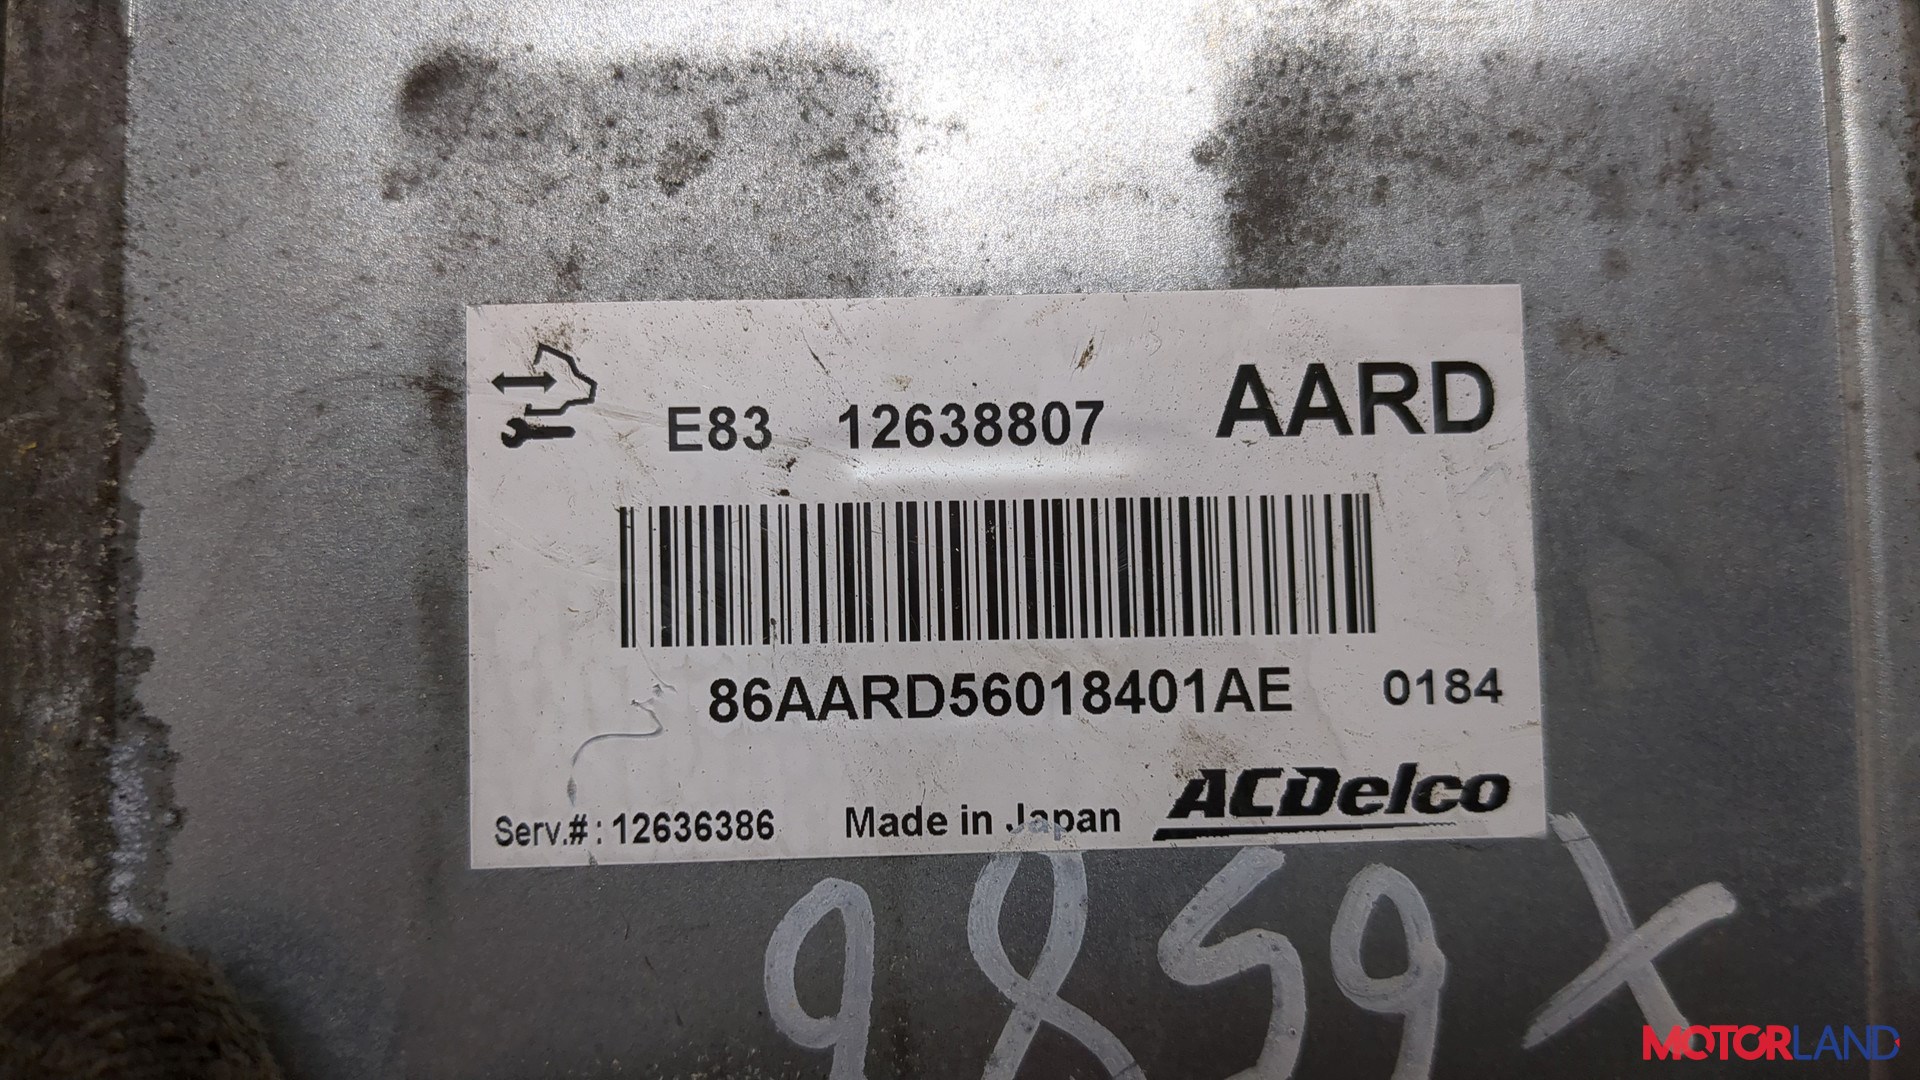 E83 12638807 AARD
86AARD56018401AE 0184
Serv.#: 12636386 Made in Japan ACDelco
9859X
MOTORLAND